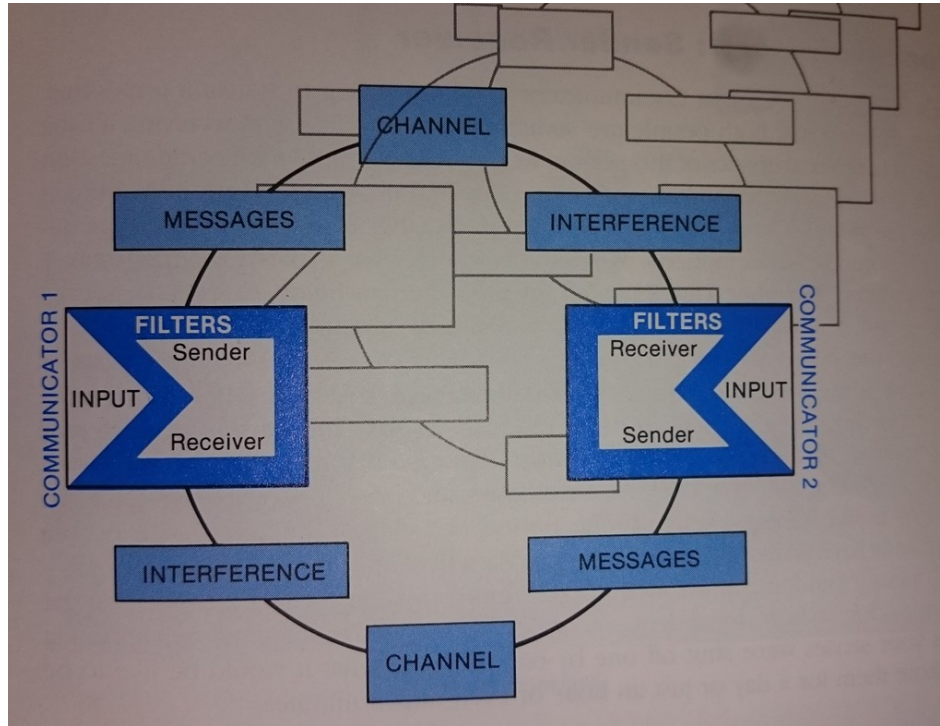 CHANNEL
MESSAGES
INTERFERENCE
COMMUNICATOR 1
FILTERS
Sender
INPUT
Receiver
FILTERS
Receiver
INPUT
Sender
COMMUNICATOR 2
INTERFERENCE
MESSAGES
CHANNEL